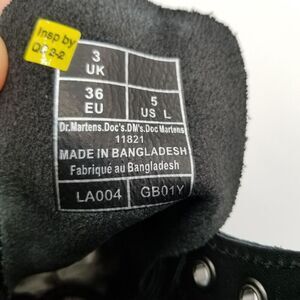 Insp by
DC 3-2
3
UK
36
EU
5
US L
Dr.Martens.Doc's.DM's.Doc Martens
11821
MADE IN BANGLADESH
Fabriqué au Bangladesh
LA004
GB01Y